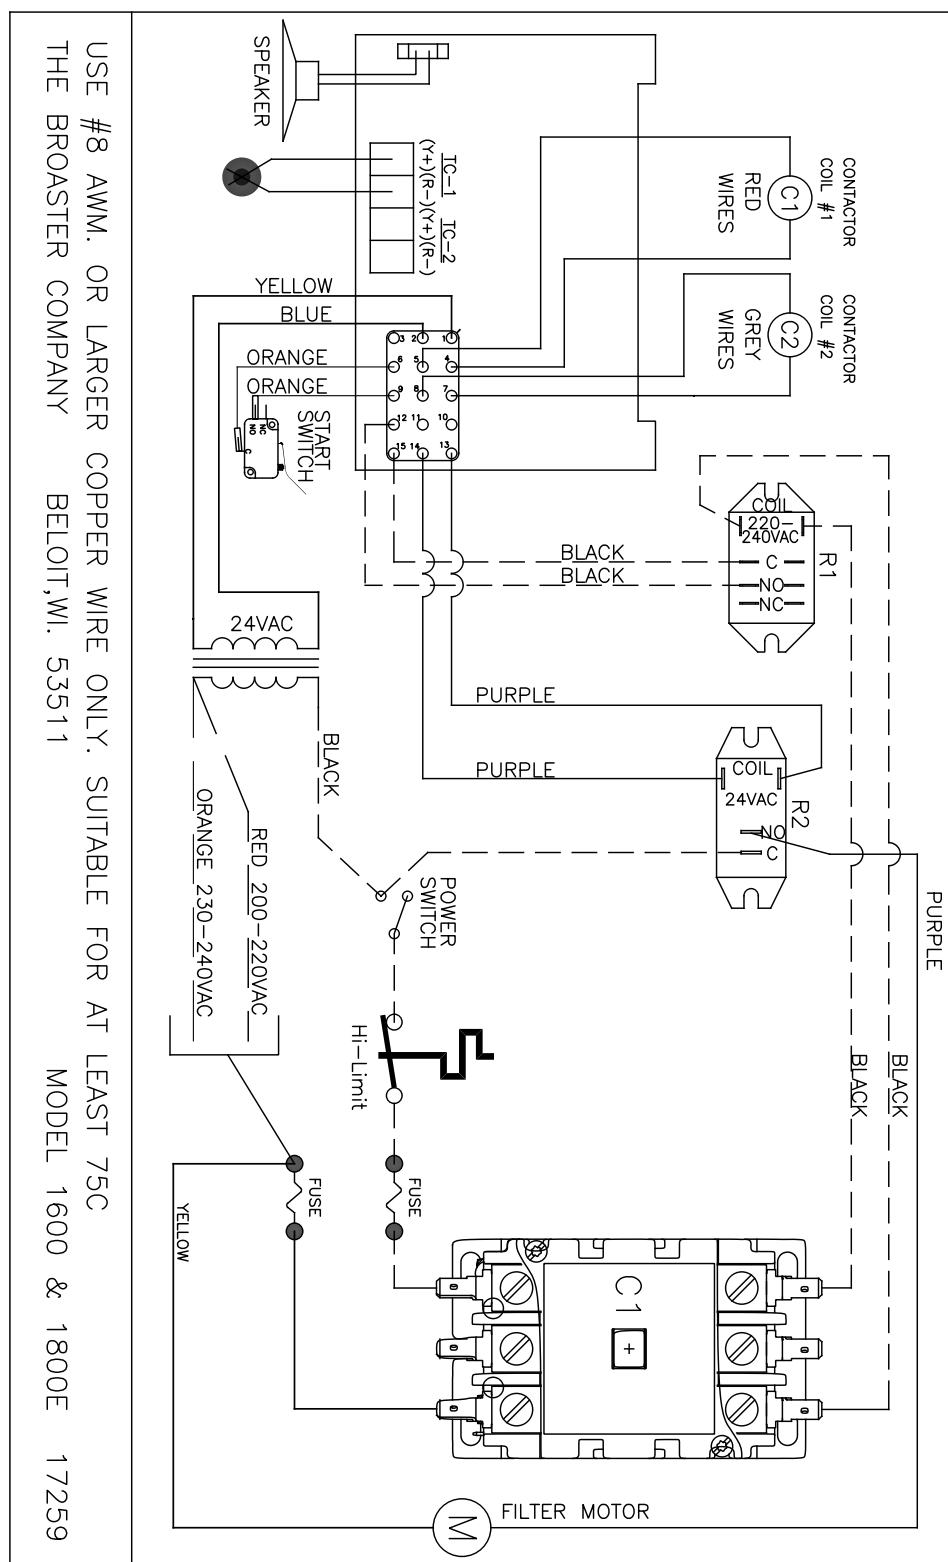 SPEAKER
TC-1 TC-2
(Y+)(R-)(Y+)(R-)
CONTACTOR
COIL #1
C1
RED
WIRES
CONTACTOR
COIL #2
C2
GREY
WIRES
YELLOW
BLUE
ORANGE
ORANGE
3 2 1
6 5 4
9 8 7
12 11 10
15 14 13
START
SWITCH
NC
NO
C
COIL
220-
240VAC
C
NO
NC
R1
BLACK
BLACK
24VAC
PURPLE
PURPLE
COIL
24VAC
NO
C
R2
BLACK
RED 200-220VAC
ORANGE 230-240VAC
POWER
SWITCH
PURPLE
Hi-Limit
BLACK
BLACK
FUSE
FUSE
YELLOW
C1
+
FILTER MOTOR
M
USE #8 AWM. OR LARGER COPPER WIRE ONLY. SUITABLE FOR AT LEAST 75C
THE BROASTER COMPANY BELOIT,WI. 53511 MODEL 1600 & 1800E 17259